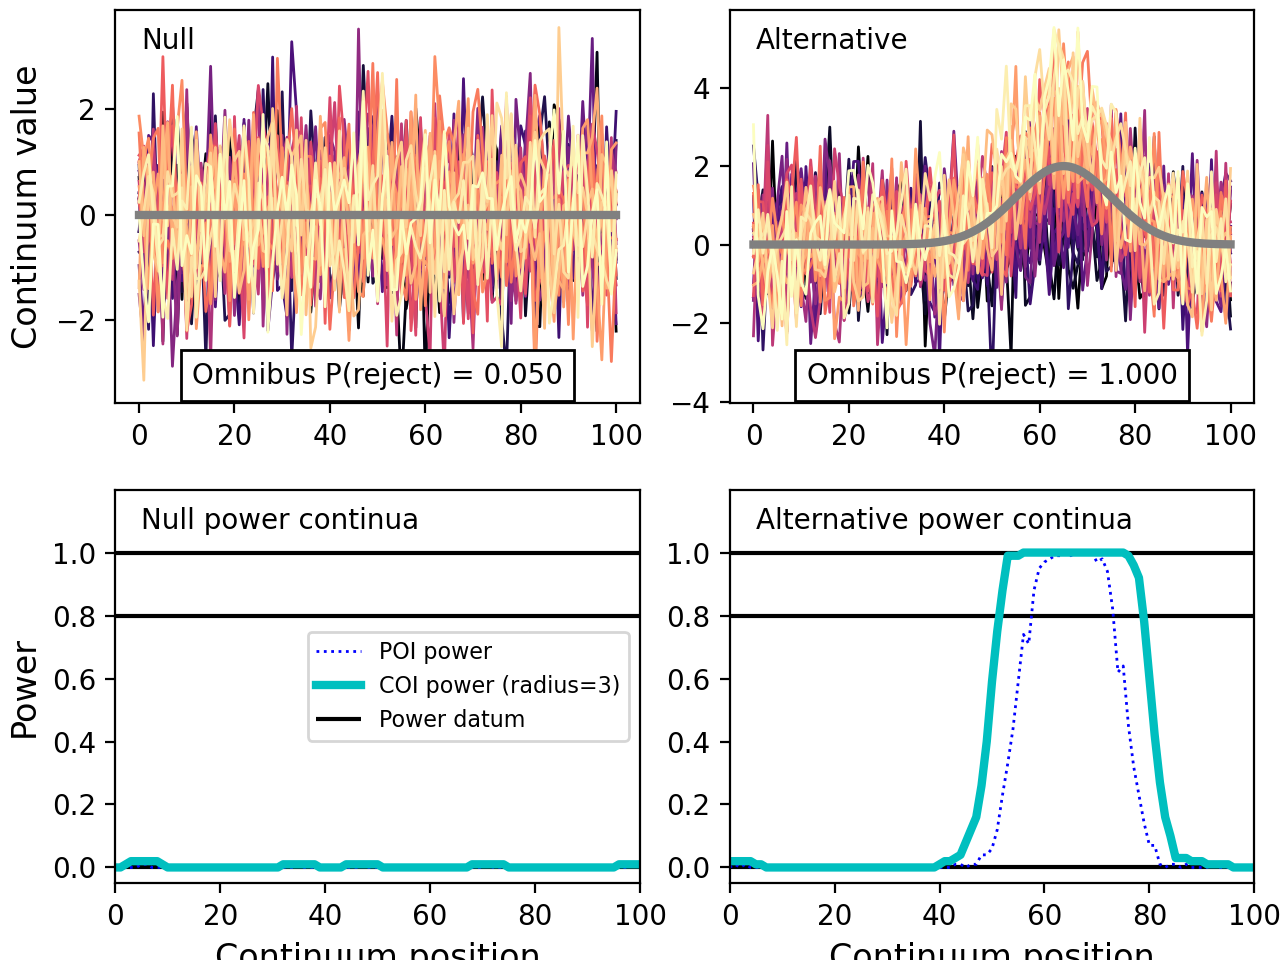 Null
Continuum value
2
0
−2
Omnibus P(reject) = 0.050
0 20 40 60 80 100
Alternative
4
2
0
−2
−4
Omnibus P(reject) = 1.000
0 20 40 60 80 100
Null power continua
Power
1.0
0.8
0.6
0.4
0.2
0.0
POI power
COI power (radius=3)
Power datum
0 20 40 60 80 100
Continuum position
Alternative power continua
1.0
0.8
0.6
0.4
0.2
0.0
0 20 40 60 80 100
Continuum position